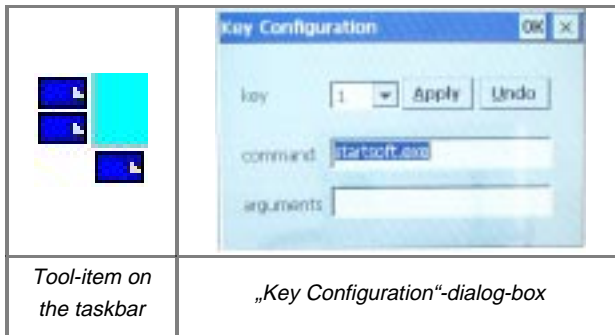 Key Configuration OK ×
key 1 Apply Undo
command startsoft.exe
arguments
Tool-item on
the taskbar
„Key Configuration“-dialog-box